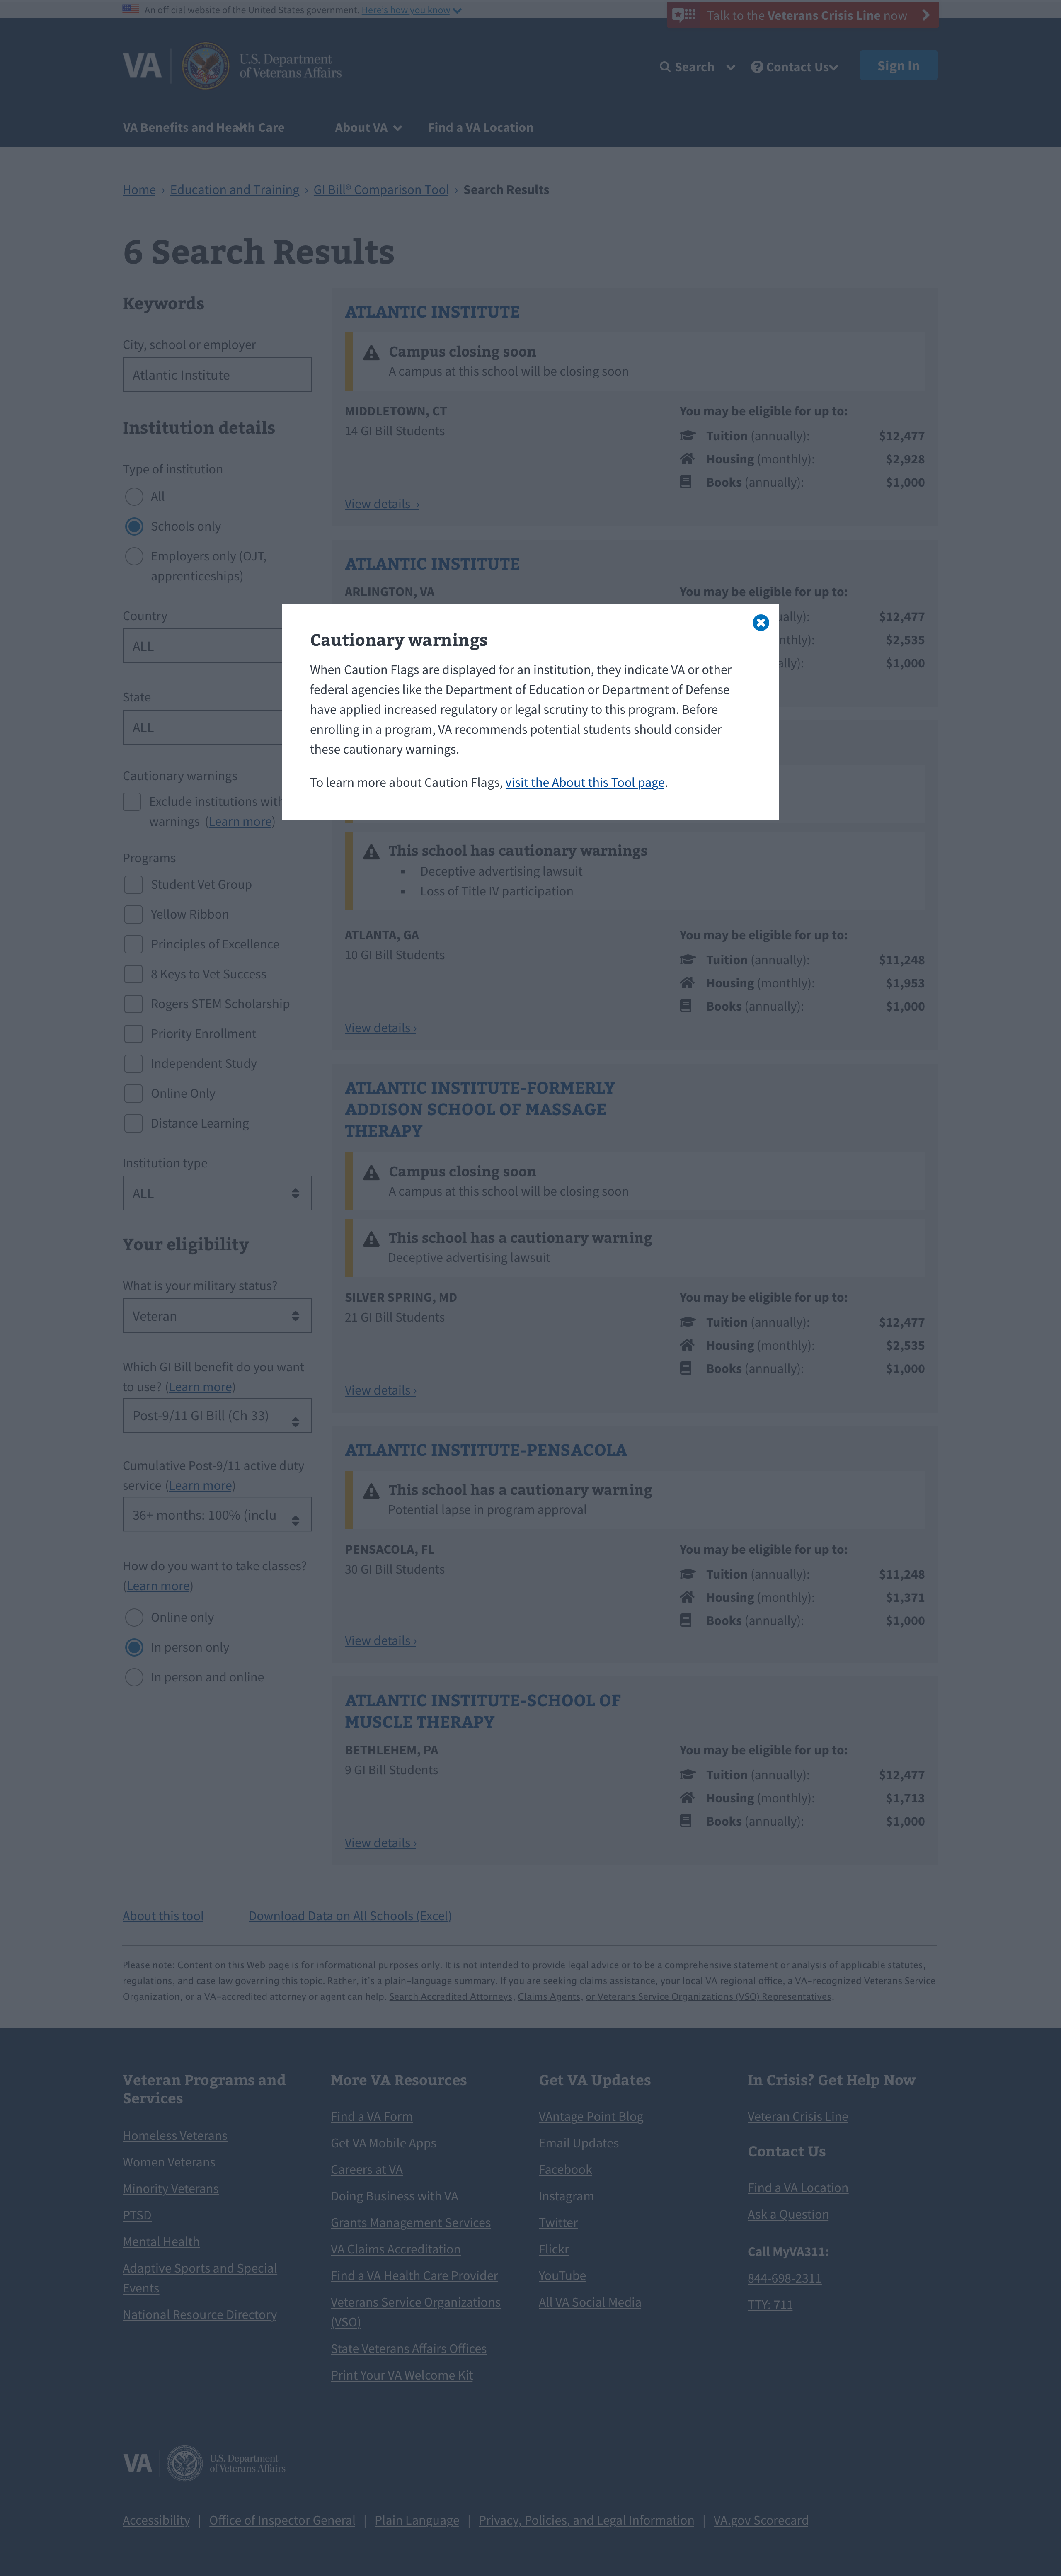 An official website of the United States government. Here's how you know
Talk to the Veterans Crisis Line now
VA
U.S. Department
of Veterans Affairs
Search
Contact Us
Sign In
VA Benefits and Health Care
About VA
Find a VA Location
Home › Education and Training › GI Bill® Comparison Tool › Search Results
6 Search Results
Keywords
City, school or employer
Atlantic Institute
Institution details
Type of institution
All
Schools only
Employers only (OJT,
apprenticeships)
Country
ALL
State
ALL
Cautionary warnings
Exclude institutions with
warnings (Learn more)
Programs
Student Vet Group
Yellow Ribbon
Principles of Excellence
8 Keys to Vet Success
Rogers STEM Scholarship
Priority Enrollment
Independent Study
Online Only
Distance Learning
Institution type
ALL
Your eligibility
What is your military status?
Veteran
Which GI Bill benefit do you want
to use? (Learn more)
Post-9/11 GI Bill (Ch 33)
Cumulative Post-9/11 active duty
service (Learn more)
36+ months: 100% (inclu
How do you want to take classes?
(Learn more)
Online only
In person only
In person and online
ATLANTIC INSTITUTE
Campus closing soon
A campus at this school will be closing soon
MIDDLETOWN, CT
14 GI Bill Students
You may be eligible for up to:
Tuition (annually): $12,477
Housing (monthly): $2,928
Books (annually): $1,000
View details ›
ATLANTIC INSTITUTE
ARLINGTON, VA
You may be eligible for up to:
ally): $12,477
nthly): $2,535
ally): $1,000
Cautionary warnings
When Caution Flags are displayed for an institution, they indicate VA or other
federal agencies like the Department of Education or Department of Defense
have applied increased regulatory or legal scrutiny to this program. Before
enrolling in a program, VA recommends potential students should consider
these cautionary warnings.
To learn more about Caution Flags, visit the About this Tool page.
This school has cautionary warnings
Deceptive advertising lawsuit
Loss of Title IV participation
ATLANTA, GA
10 GI Bill Students
You may be eligible for up to:
Tuition (annually): $11,248
Housing (monthly): $1,953
Books (annually): $1,000
View details ›
ATLANTIC INSTITUTE-FORMERLY
ADDISON SCHOOL OF MASSAGE
THERAPY
Campus closing soon
A campus at this school will be closing soon
This school has a cautionary warning
Deceptive advertising lawsuit
SILVER SPRING, MD
21 GI Bill Students
You may be eligible for up to:
Tuition (annually): $12,477
Housing (monthly): $2,535
Books (annually): $1,000
View details ›
ATLANTIC INSTITUTE-PENSACOLA
This school has a cautionary warning
Potential lapse in program approval
PENSACOLA, FL
30 GI Bill Students
You may be eligible for up to:
Tuition (annually): $11,248
Housing (monthly): $1,371
Books (annually): $1,000
View details ›
ATLANTIC INSTITUTE-SCHOOL OF
MUSCLE THERAPY
BETHLEHEM, PA
9 GI Bill Students
You may be eligible for up to:
Tuition (annually): $12,477
Housing (monthly): $1,713
Books (annually): $1,000
View details ›
About this tool
Download Data on All Schools (Excel)
Please note: Content on this Web page is for informational purposes only. It is not intended to provide legal advice or to be a comprehensive statement or analysis of applicable statutes,
regulations, and case law governing this topic. Rather, it's a plain-language summary. If you are seeking claims assistance, your local VA regional office, a VA-recognized Veterans Service
Organization, or a VA-accredited attorney or agent can help. Search Accredited Attorneys, Claims Agents, or Veterans Service Organizations (VSO) Representatives.
Veteran Programs and
Services
Homeless Veterans
Women Veterans
Minority Veterans
PTSD
Mental Health
Adaptive Sports and Special
Events
National Resource Directory
More VA Resources
Find a VA Form
Get VA Mobile Apps
Careers at VA
Doing Business with VA
Grants Management Services
VA Claims Accreditation
Find a VA Health Care Provider
Veterans Service Organizations
(VSO)
State Veterans Affairs Offices
Print Your VA Welcome Kit
Get VA Updates
VAntage Point Blog
Email Updates
Facebook
Instagram
Twitter
Flickr
YouTube
All VA Social Media
In Crisis? Get Help Now
Veteran Crisis Line
Contact Us
Find a VA Location
Ask a Question
Call MyVA311:
844-698-2311
TTY: 711
VA
U.S. Department
of Veterans Affairs
Accessibility | Office of Inspector General | Plain Language | Privacy, Policies, and Legal Information | VA.gov Scorecard